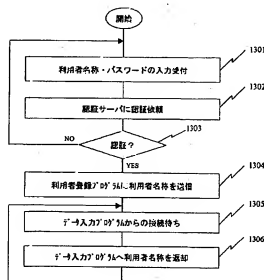 開始
1301
利用者名称・パスワードの入力受付
1302
認証サーバに認証依頼
1303
NO
認証？
YES
1304
利用者登録プログラムに利用者名称を送信
1305
データ入力プログラムからの接続待ち
1306
データ入力プログラムへ利用者名称を返却